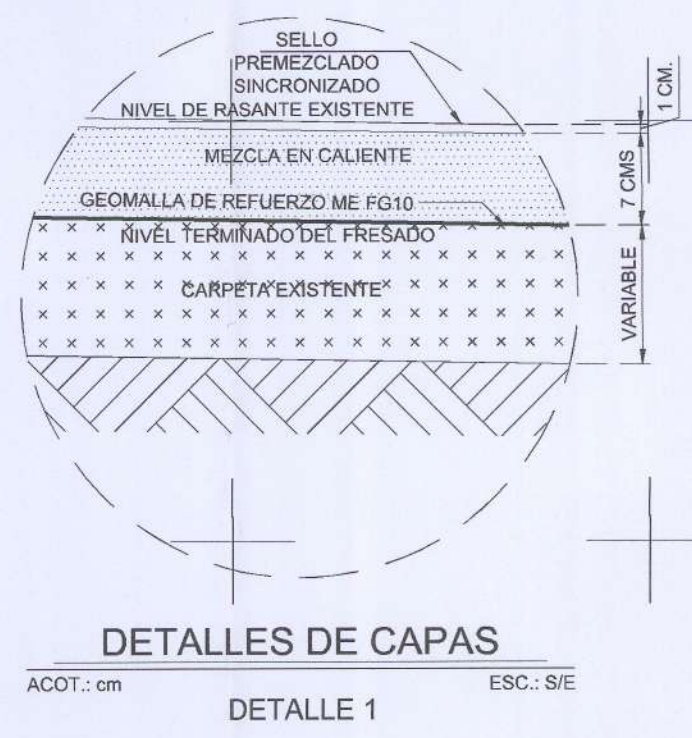 SELLO
PREMEZCLADO
SINCRONIZADO
NIVEL DE RASANTE EXISTENTE
1 CM.
MEZCLA EN CALIENTE
7 CMS
GEOMALLA DE REFUERZO ME FG10
NIVEL TERMINADO DEL FRESADO
CARPETA EXISTENTE
VARIABLE
DETALLES DE CAPAS
ACOT.: cm
ESC.: S/E
DETALLE 1